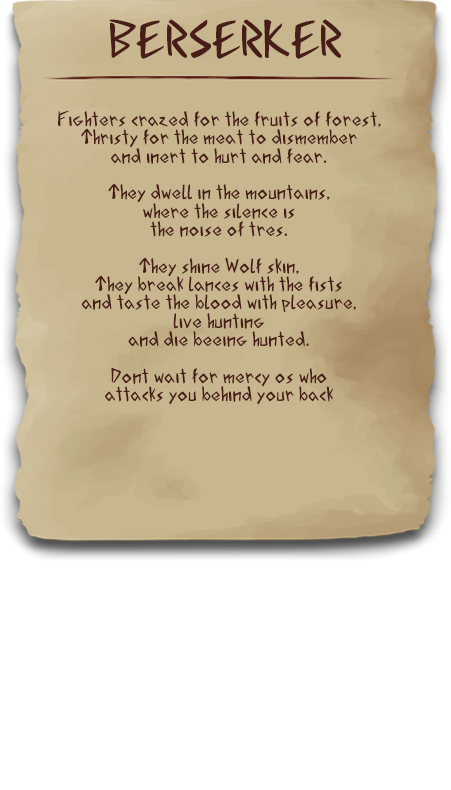 BERSERKER
Fighters crazed for the fruits of forest,
Thristy for the meat to dismember
and inert to hurt and fear.
They dwell in the mountains,
where the silence is
the noise of tres.
They shine Wolf skin,
They break lances with the fists
and taste the blood with pleasure,
live hunting
and die beeing hunted.
Dont wait for mercy os who
attacks you behind your back